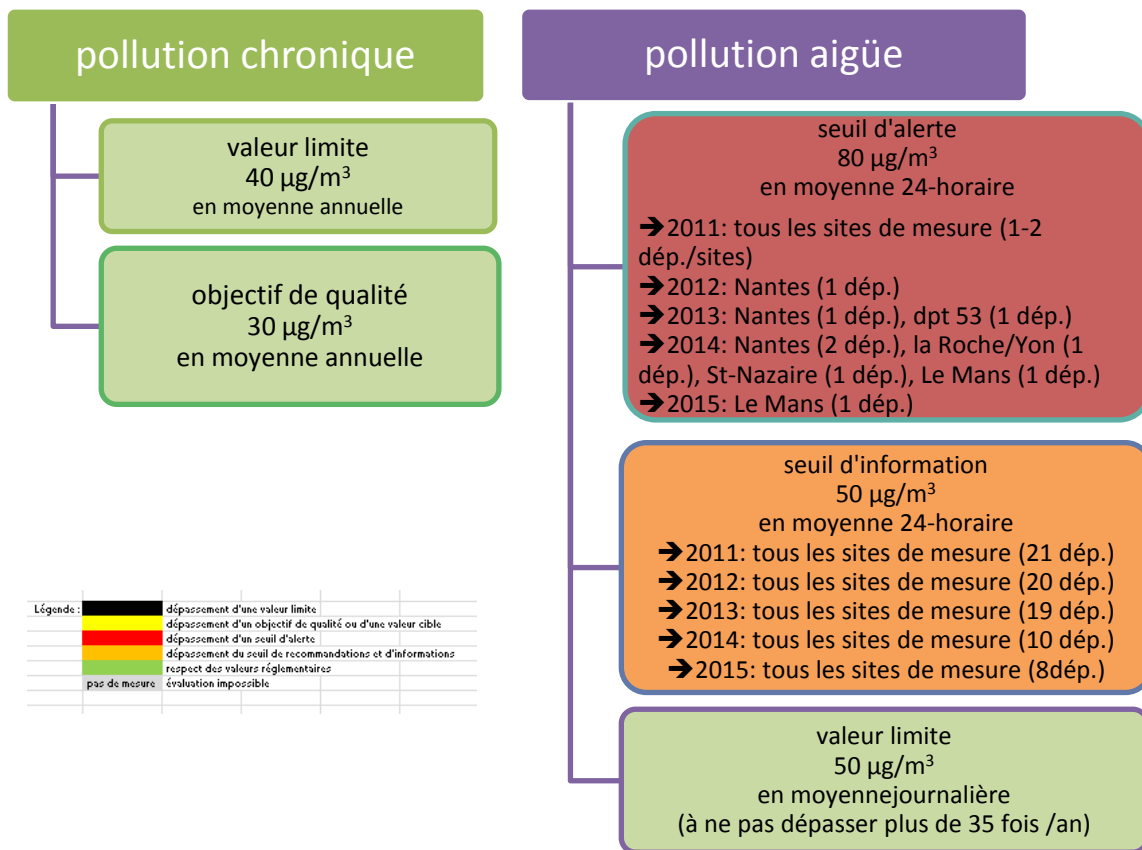 pollution chronique
valeur limite
40 µg/m³
en moyenne annuelle
objectif de qualité
30 µg/m³
en moyenne annuelle
pollution aigüe
seuil d'alerte
80 µg/m³
en moyenne 24-horaire
➔2011: tous les sites de mesure (1-2
dép./sites)
➔2012: Nantes (1 dép.)
➔2013: Nantes (1 dép.), dpt 53 (1 dép.)
➔2014: Nantes (2 dép.), la Roche/Yon (1
dép.), St-Nazaire (1 dép.), Le Mans (1 dép.)
➔2015: Le Mans (1 dép.)
seuil d'information
50 µg/m³
en moyenne 24-horaire
➔2011: tous les sites de mesure (21 dép.)
➔2012: tous les sites de mesure (20 dép.)
➔2013: tous les sites de mesure (19 dép.)
➔2014: tous les sites de mesure (10 dép.)
➔2015: tous les sites de mesure (8dép.)
valeur limite
50 µg/m³
en moyennejournalière
(à ne pas dépasser plus de 35 fois /an)
Légende :
dépassement d'une valeur limite
dépassement d'un objectif de qualité ou d'une valeur cible
dépassement d'un seuil d'alerte
dépassement du seuil de recommandations et d'informations
respect des valeurs réglementaires
pas de mesure évaluation impossible